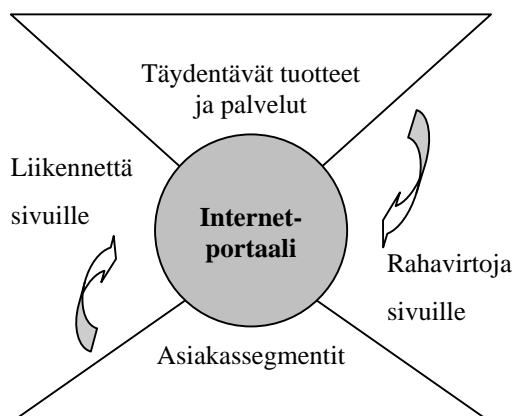 Täydentävät tuotteet
ja palvelut
Liikennettä
sivuille
Internet-
portaali
Rahavirtoja
sivuille
Asiakassegmentit